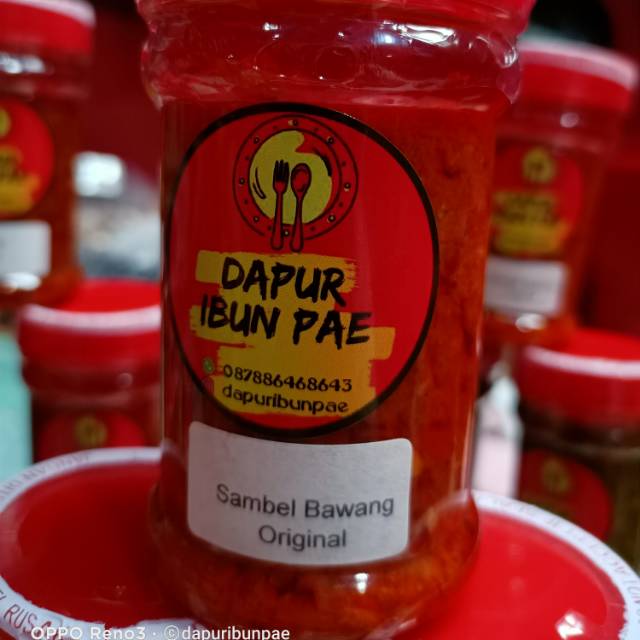 DAPUR
IBUN PAE
087886468643
dapuribunpae
Sambel Bawang
Original
OPPO Reno3 · ©dapuribunpae